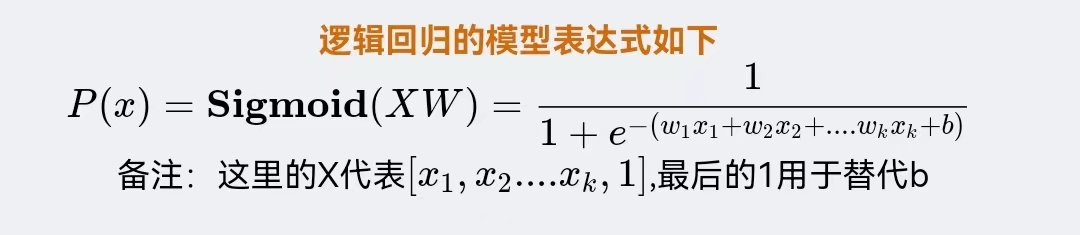 逻辑回归的模型表达式如下
P(x) = Sigmoid(XW) = \frac{1}{1 + e^{-(w_1x_1+w_2x_2+....w_kx_k+b)}}
备注：这里的X代表[x_1, x_2....x_k, 1],最后的1用于替代b